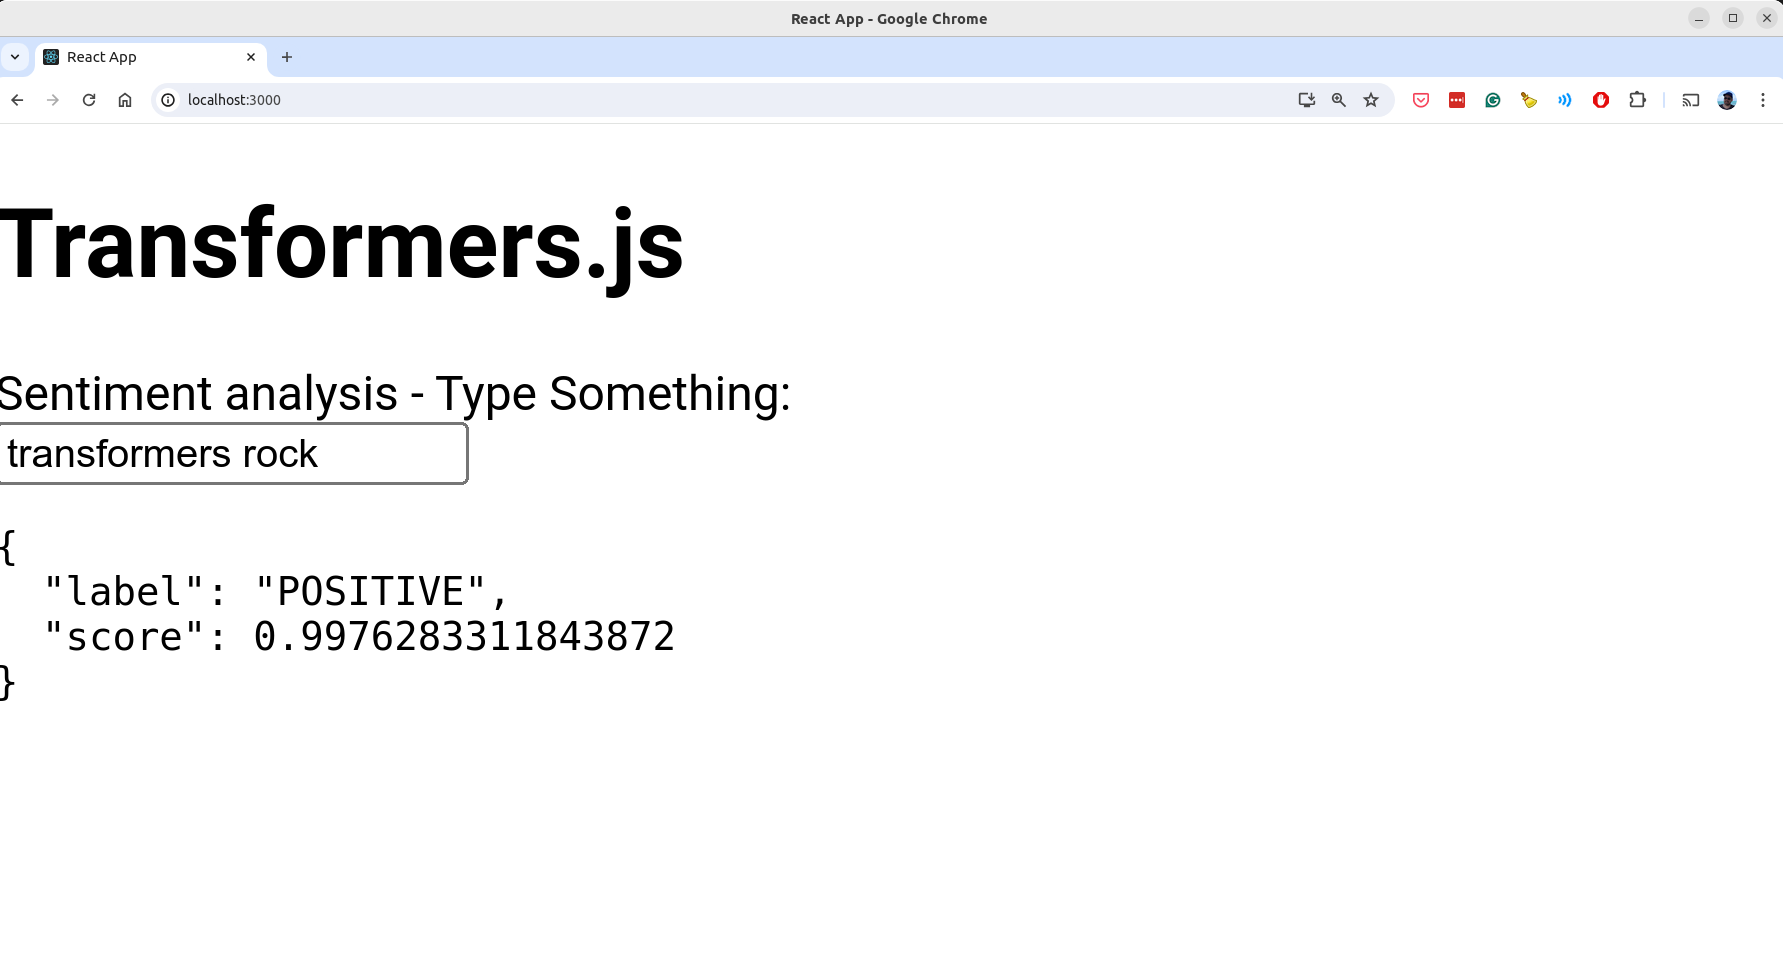 React App - Google Chrome
React App
localhost:3000
Transformers.js
Sentiment analysis - Type Something:
transformers rock
{
"label": "POSITIVE",
"score": 0.9976283311843872
}